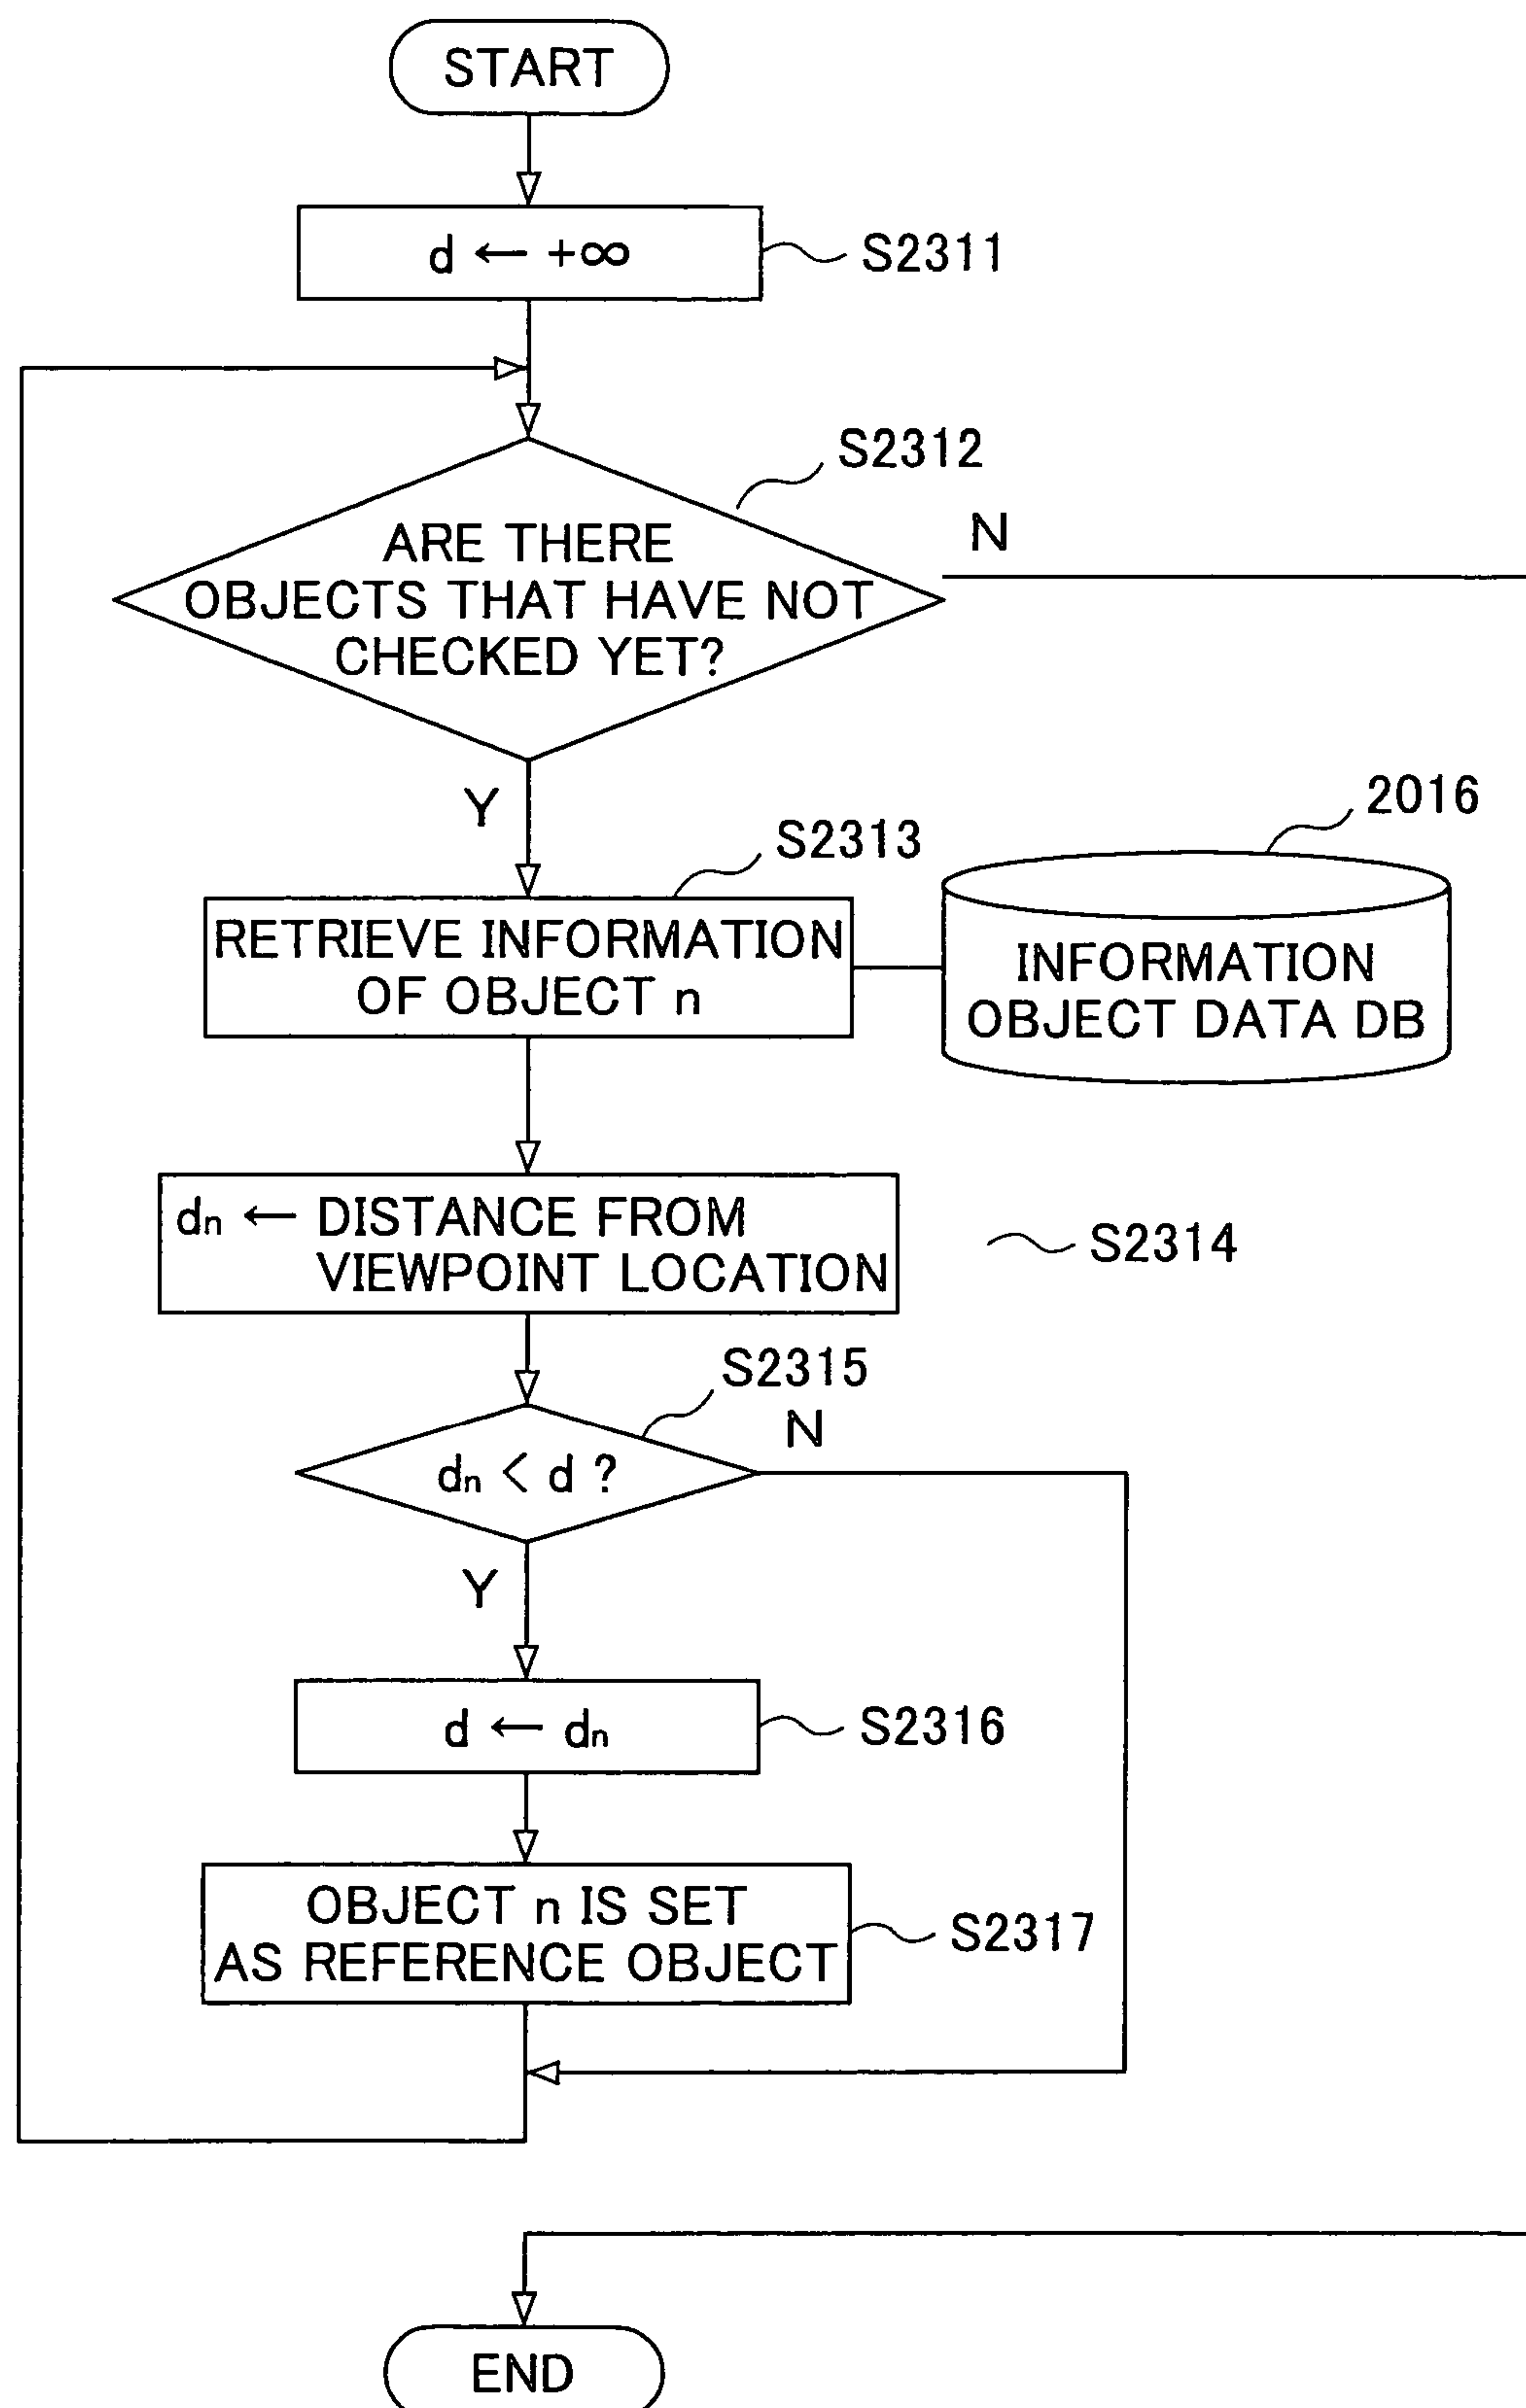 START
d ← +∞
S2311
S2312
N
ARE THERE
OBJECTS THAT HAVE NOT
CHECKED YET?
Y
S2313
2016
RETRIEVE INFORMATION
OF OBJECT n
INFORMATION
OBJECT DATA DB
dn ← DISTANCE FROM
VIEWPOINT LOCATION
S2314
S2315
N
dn < d ?
Y
d ← dn
S2316
OBJECT n IS SET
AS REFERENCE OBJECT
S2317
END